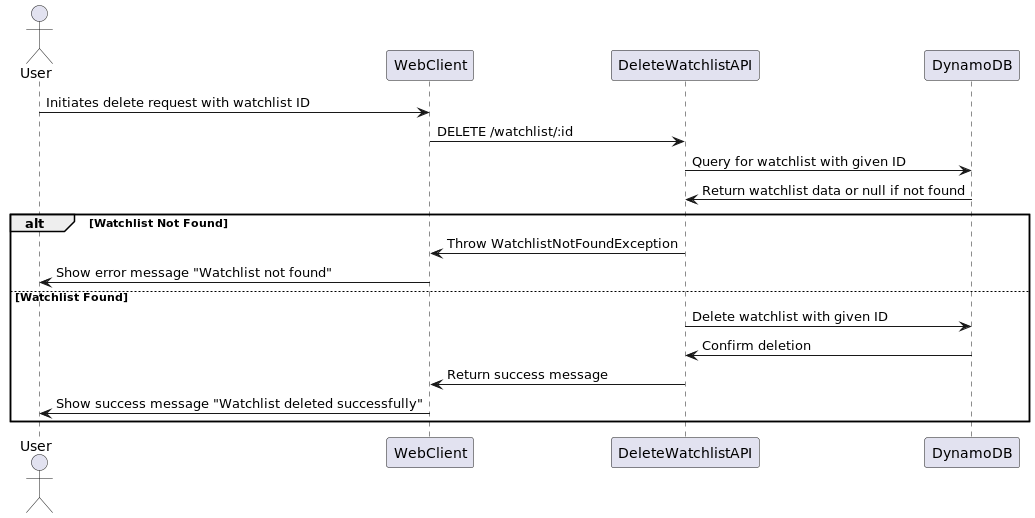 User
WebClient
DeleteWatchlistAPI
DynamoDB
Initiates delete request with watchlist ID
DELETE /watchlist/:id
Query for watchlist with given ID
Return watchlist data or null if not found
alt
[Watchlist Not Found]
Throw WatchlistNotFoundException
Show error message "Watchlist not found"
[Watchlist Found]
Delete watchlist with given ID
Confirm deletion
Return success message
Show success message "Watchlist deleted successfully"
User
WebClient
DeleteWatchlistAPI
DynamoDB